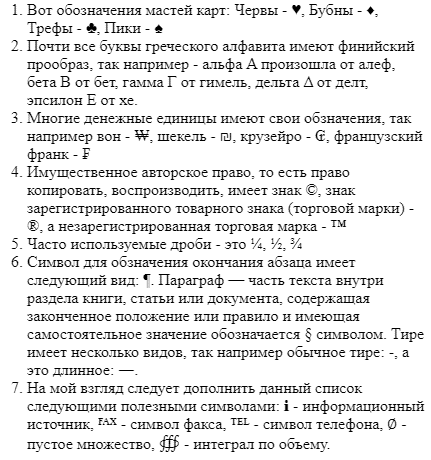 1. Вот обозначения мастей карт: Червы - ♥, Бубны - ♦,
Трефы - ♣, Пики - ♠
2. Почти все буквы греческого алфавита имеют финийский
прообраз, так например - альфа Α произошла от алеф,
бета Β от бет, гамма Γ от гимель, дельта Δ от делт,
эпсилон Ε от хе.
3. Многие денежные единицы имеют свои обзначения, так
например вон - ₩, шекель - ₪, крузейро - ₢, французский
франк - ₣
4. Имущественное авторское право, то есть право
копировать, воспроизводить, имеет знак ©, знак
зарегистрированного товарного знака (торговой марки) -
®, а незарегистрированная торговая марка - ™
5. Часто используемые дроби - это ¼, ½, ¾
6. Символ для обзначения окончания абзаца имеет
следующий вид: ¶. Параграф — часть текста внутри
раздела книги, статьи или документа, содержащая
законченное положение или правило и имеющая
самостоятельное значение обозначается § символом. Тире
имеет несколько видов, так например обычное тире: -, а
это длинное: —.
7. На мой взгляд следует дополнить данный список
следующими полезными символами: ℹ - информационный
источник, ℻ - символ факса, ℡ - символ телефона, ∅ -
пустое множество, ∰ - интеграл по объему.